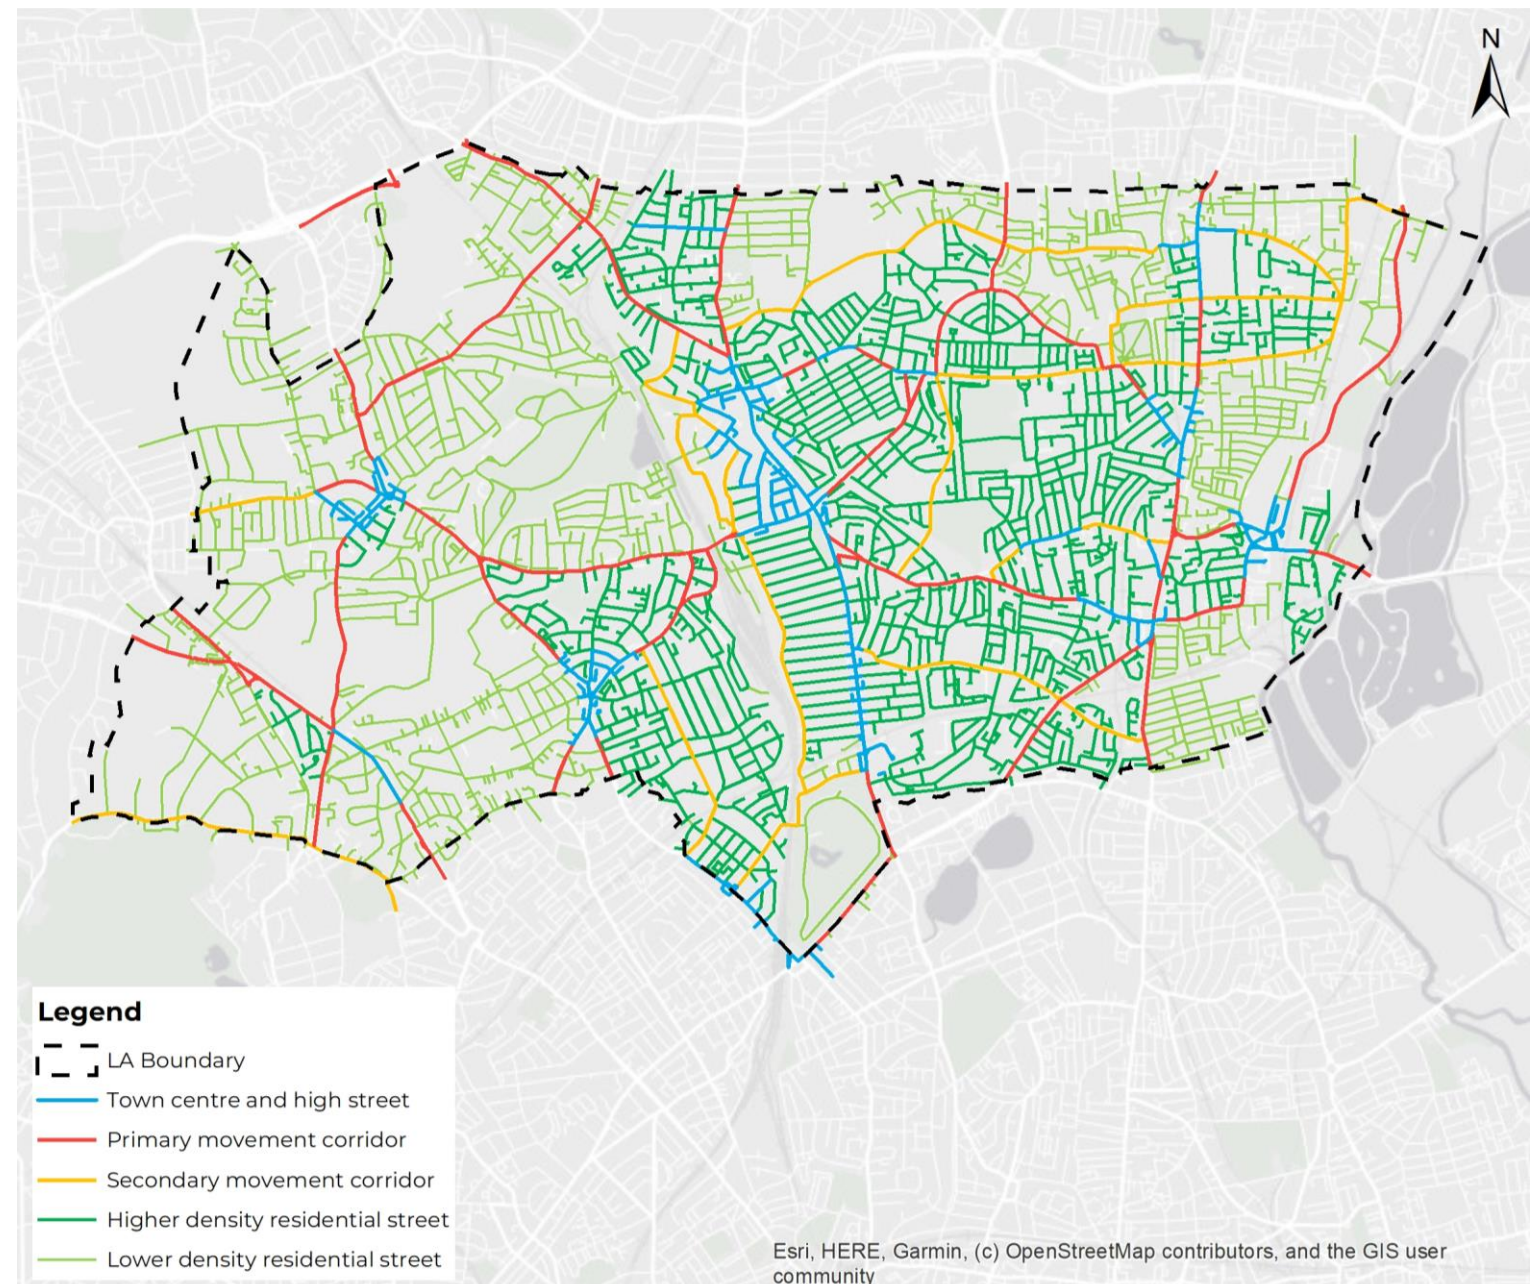 N
Legend
LA Boundary
Town centre and high street
Primary movement corridor
Secondary movement corridor
Higher density residential street
Lower density residential street
Esri, HERE, Garmin, (c) OpenStreetMap contributors, and the GIS user
community